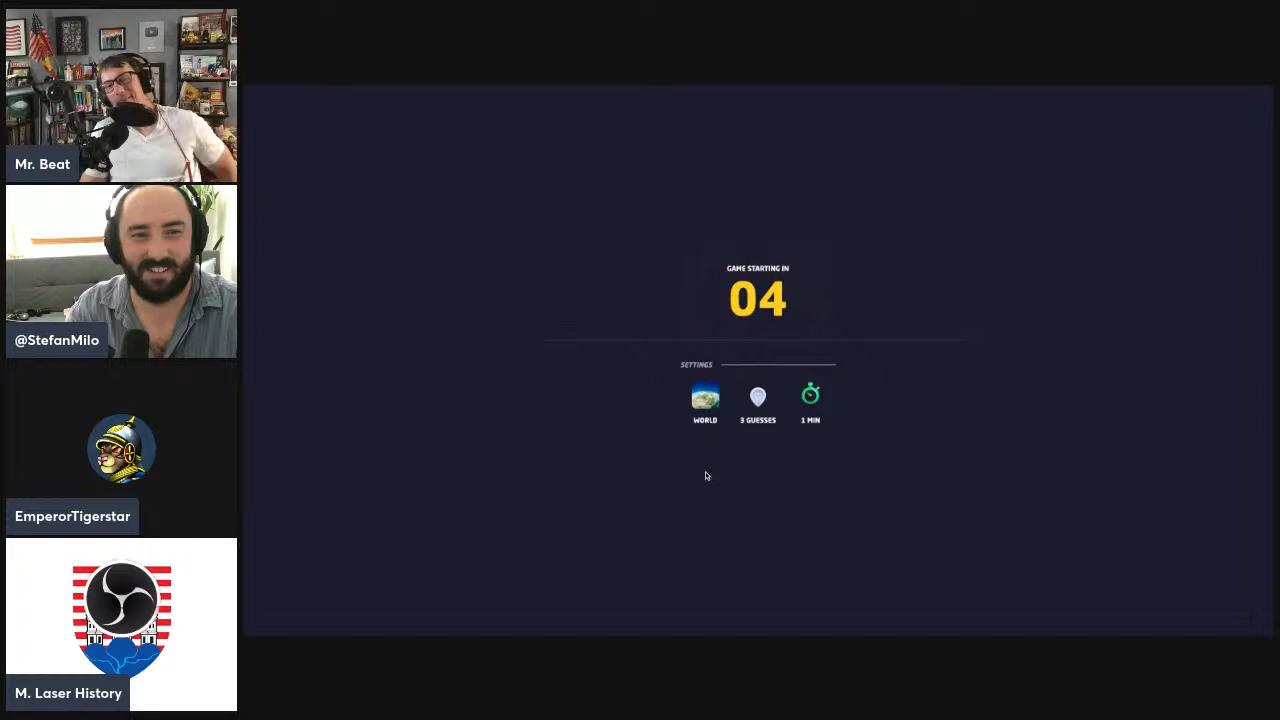 Mr. Beat
@StefanMilo
EmperorTigerstar
M. Laser History
GAME STARTING IN
04
SETTINGS
WORLD
3 GUESSES
1 MIN